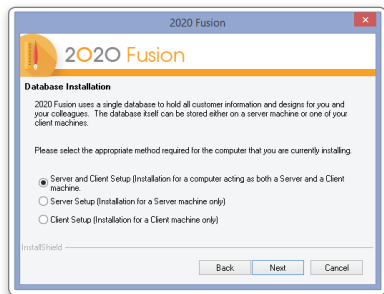 2020 Fusion
2020 Fusion
Database Installation
2020 Fusion uses a single database to hold all customer information and designs for you and
your colleagues. The database itself can be stored either on a server machine or one of your
client machines.
Please select the appropriate method required for the computer that you are currently installing.
Server and Client Setup (Installation for a computer acting as both a Server and a Client
machine.
Server Setup (Installation for a Server machine only)
Client Setup (Installation for a Client machine only)
InstallShield
Back Next Cancel